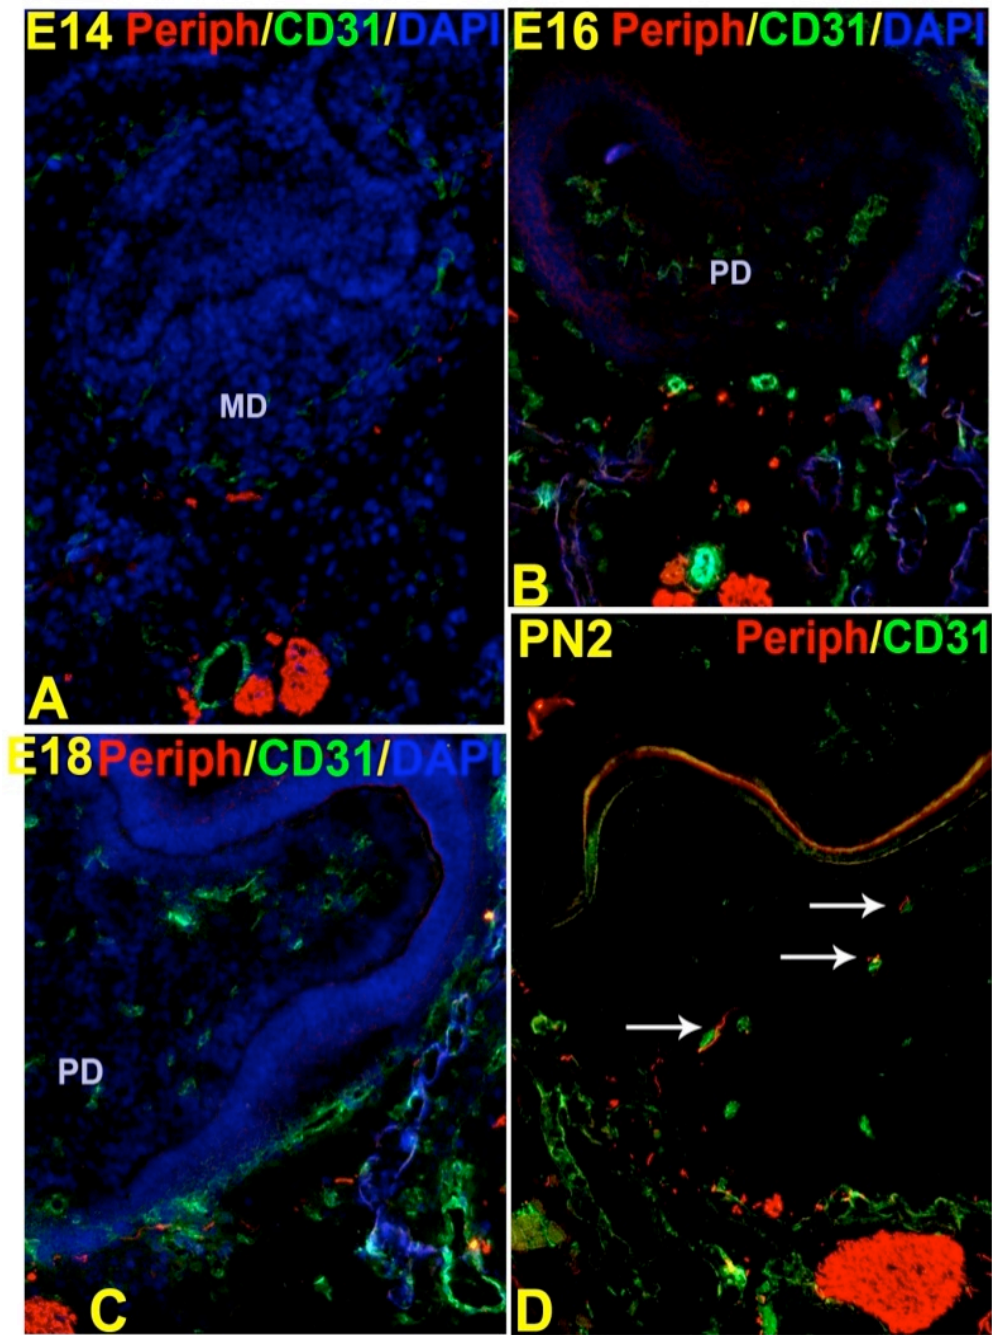 E14 Periph/CD31/DAPI
MD
A
E16 Periph/CD31/DAPI
PD
B
E18 Periph/CD31/DAPI
PD
C
PN2 Periph/CD31
D